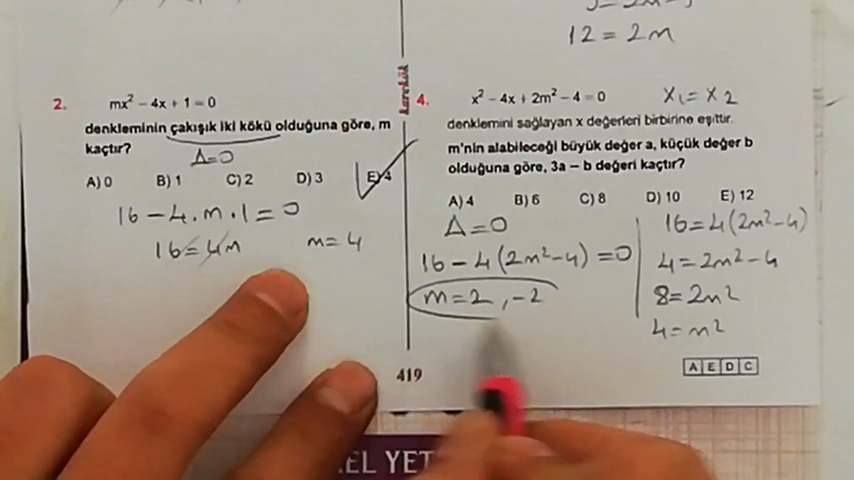 12 = 2m
karekök
2. mx² – 4x + 1 = 0
denkleminin çakışık iki kökü olduğuna göre, m
kaçtır?
Δ=0
A) 0 B) 1 C) 2 D) 3 E) 4
16 – 4.m.1 = 0
16 = 4m m = 4
4. x² – 4x + 2m² – 4 = 0 x₁ = x₂
denklemini sağlayan x değerleri birbirine eşittir.
m'nin alabileceği büyük değer a, küçük değer b
olduğuna göre, 3a – b değeri kaçtır?
A) 4 B) 6 C) 8 D) 10 E) 12
Δ=0
16 – 4(2m²–4) = 0
m = 2, –2
16 = 4(2m²–4)
4 = 2m² – 4
8 = 2m²
4 = m²
419
A E D C
EL YET